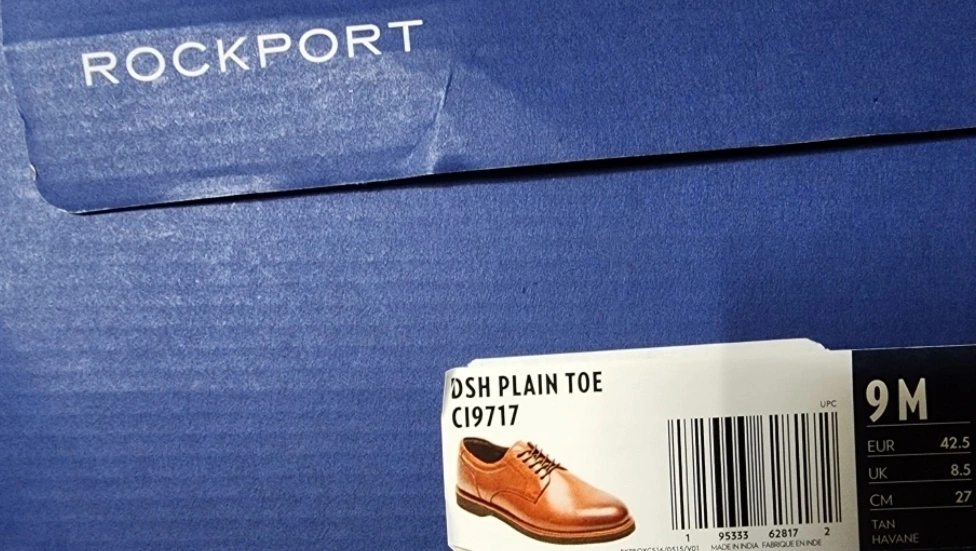 ROCKPORT
DSH PLAIN TOE
CI9717
UPC
1 95333 62817 2
MADE IN INDIA FABRIQUE EN INDE
9 M
EUR 42.5
UK 8.5
CM 27
TAN
HAVANE